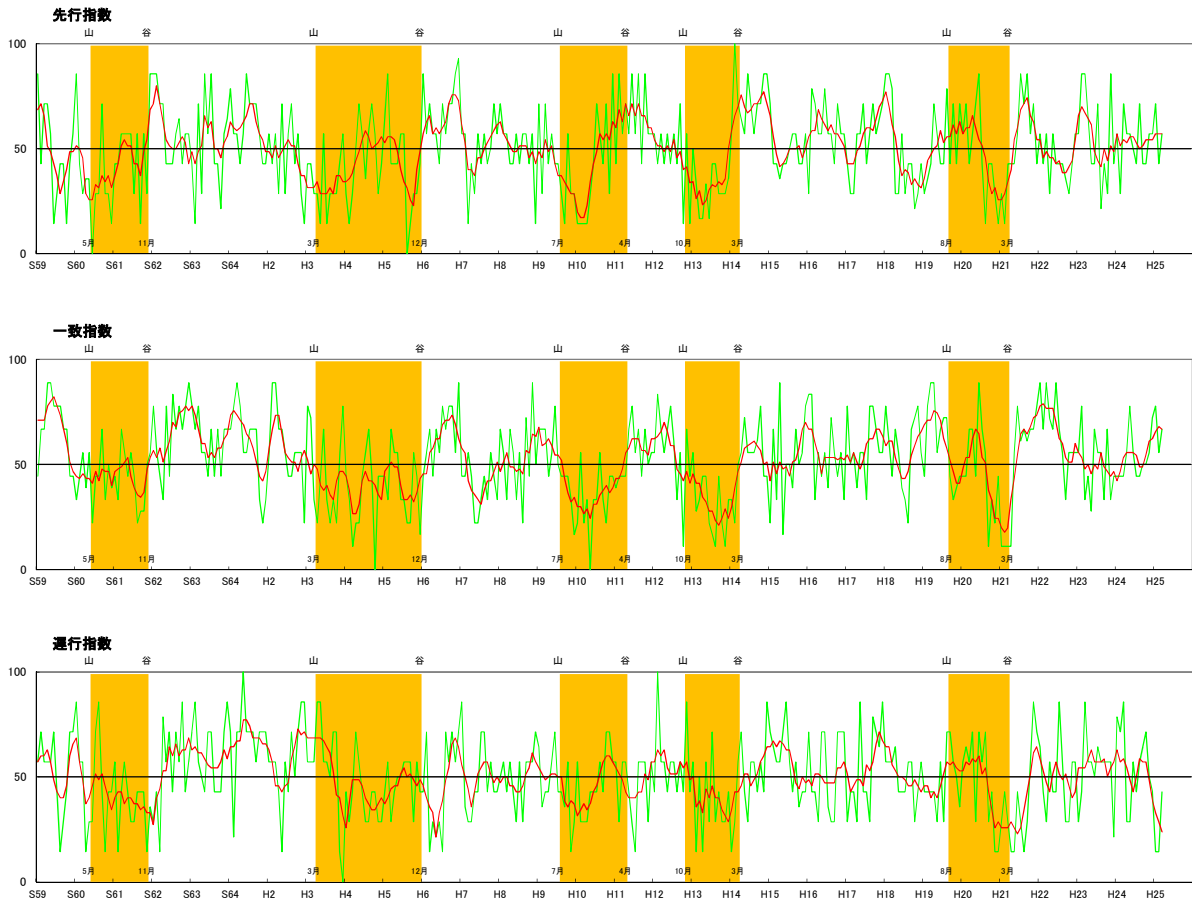 先行指数
山 谷 山 谷 山 谷 山 谷 山 谷
100
50
5月 11月 3月 12月 7月 4月 10月 3月 8月 3月
0
S59 S60 S61 S62 S63 S64 H2 H3 H4 H5 H6 H7 H8 H9 H10 H11 H12 H13 H14 H15 H16 H17 H18 H19 H20 H21 H22 H23 H24 H25
一致指数
山 谷 山 谷 山 谷 山 谷 山 谷
100
50
5月 11月 3月 12月 7月 4月 10月 3月 8月 3月
0
S59 S60 S61 S62 S63 S64 H2 H3 H4 H5 H6 H7 H8 H9 H10 H11 H12 H13 H14 H15 H16 H17 H18 H19 H20 H21 H22 H23 H24 H25
遅行指数
山 谷 山 谷 山 谷 山 谷 山 谷
100
50
5月 11月 3月 12月 7月 4月 10月 3月 8月 3月
0
S59 S60 S61 S62 S63 S64 H2 H3 H4 H5 H6 H7 H8 H9 H10 H11 H12 H13 H14 H15 H16 H17 H18 H19 H20 H21 H22 H23 H24 H25